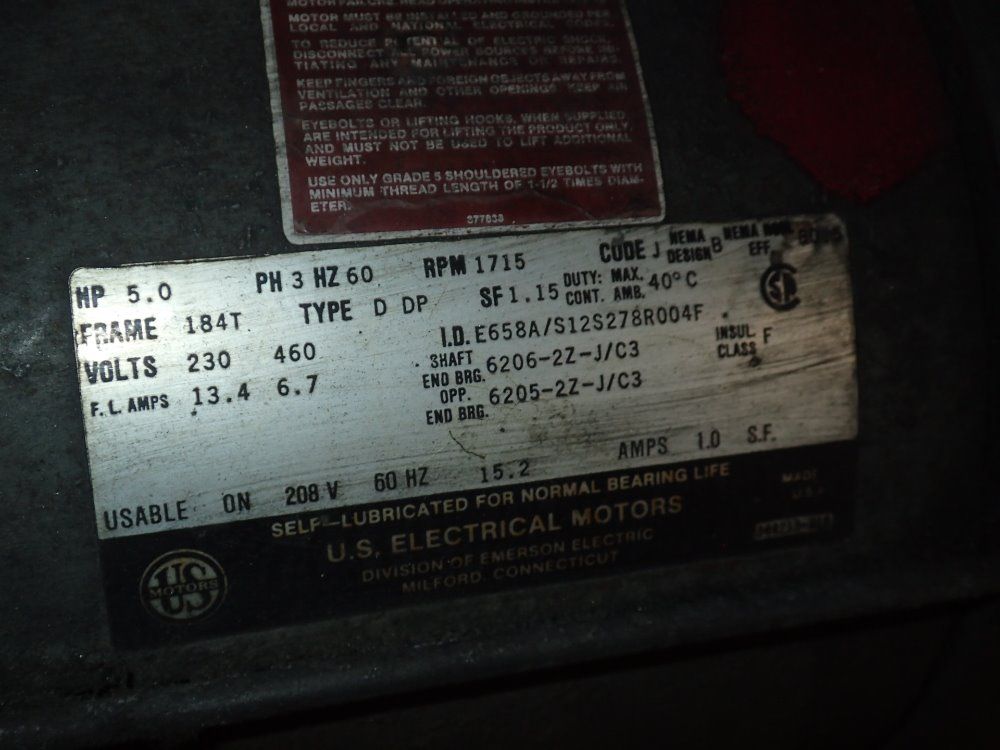 MOTOR MUST BE INSTALLED AND GROUNDED PER
LOCAL AND NATIONAL ELECTRICAL CODES.
TO REDUCE POTENTIAL OF ELECTRIC SHOCK,
DISCONNECT ALL POWER SOURCES BEFORE INI-
TIATING ANY MAINTENANCE OR REPAIRS.
KEEP FINGERS AND FOREIGN OBJECTS AWAY FROM
VENTILATION AND OTHER OPENINGS. KEEP AIR
PASSAGES CLEAR.
EYEBOLTS OR LIFTING HOOKS, WHEN SUPPLIED
ARE INTENDED FOR LIFTING THE PRODUCT ONLY
AND MUST NOT BE USED TO LIFT ADDITIONAL
WEIGHT.
USE ONLY GRADE 5 SHOULDERED EYEBOLTS WITH
MINIMUM THREAD LENGTH OF 1-1/2 TIMES DIAM-
ETER.
HP 5.0 PH 3 HZ 60 RPM 1715 CODE J NEMA DESIGN B NEMA NOM. EFF.
FRAME 184T TYPE D DP SF 1.15 DUTY: MAX. CONT. AMB. 40°C
VOLTS 230 460 I.D. E658A/S12S278R004F
F.L. AMPS 13.4 6.7 SHAFT END BRG. 6206-2Z-J/C3 INSUL CLASS F
OPP. END BRG. 6205-2Z-J/C3
USABLE ON 208 V 60 HZ 15.2 AMPS 1.0 S.F.
SELF-LUBRICATED FOR NORMAL BEARING LIFE
U.S. ELECTRICAL MOTORS
DIVISION OF EMERSON ELECTRIC
MILFORD, CONNECTICUT
MADE
U.S.A.
US
MOTORS